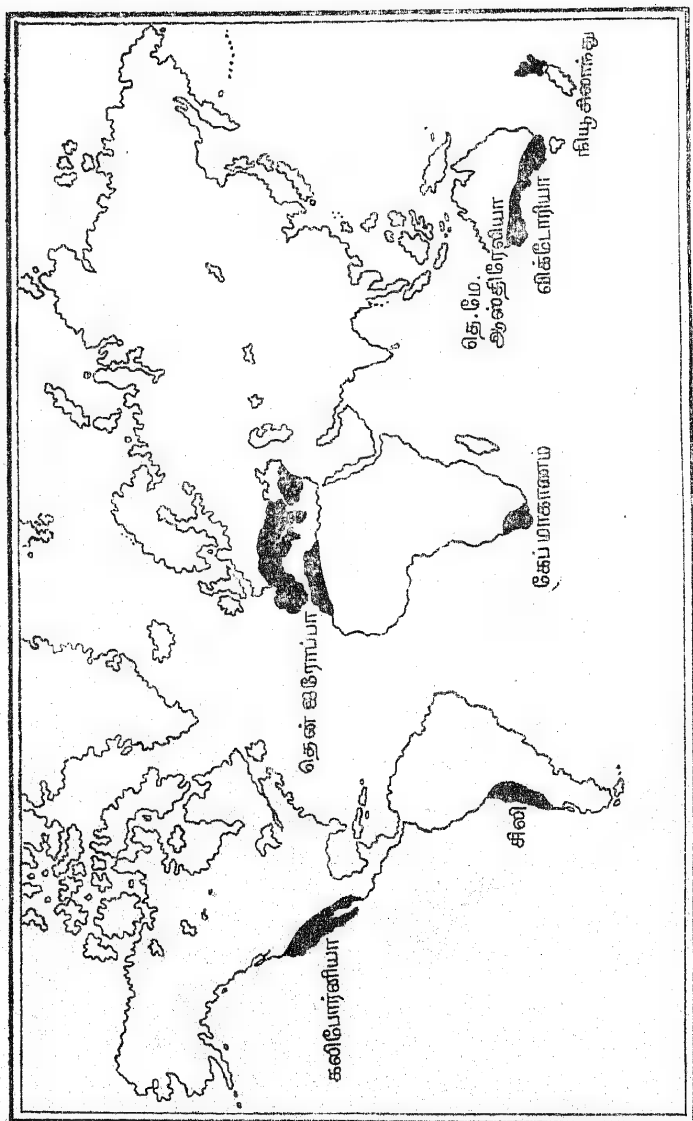 கலிபோர்னியா
சிலி
தென் ஐரோப்பா
கேப் மாகாணம்
தெ.மே.
ஆஸ்திரேலியா
விக்டோரியா
நியூசிலாந்து